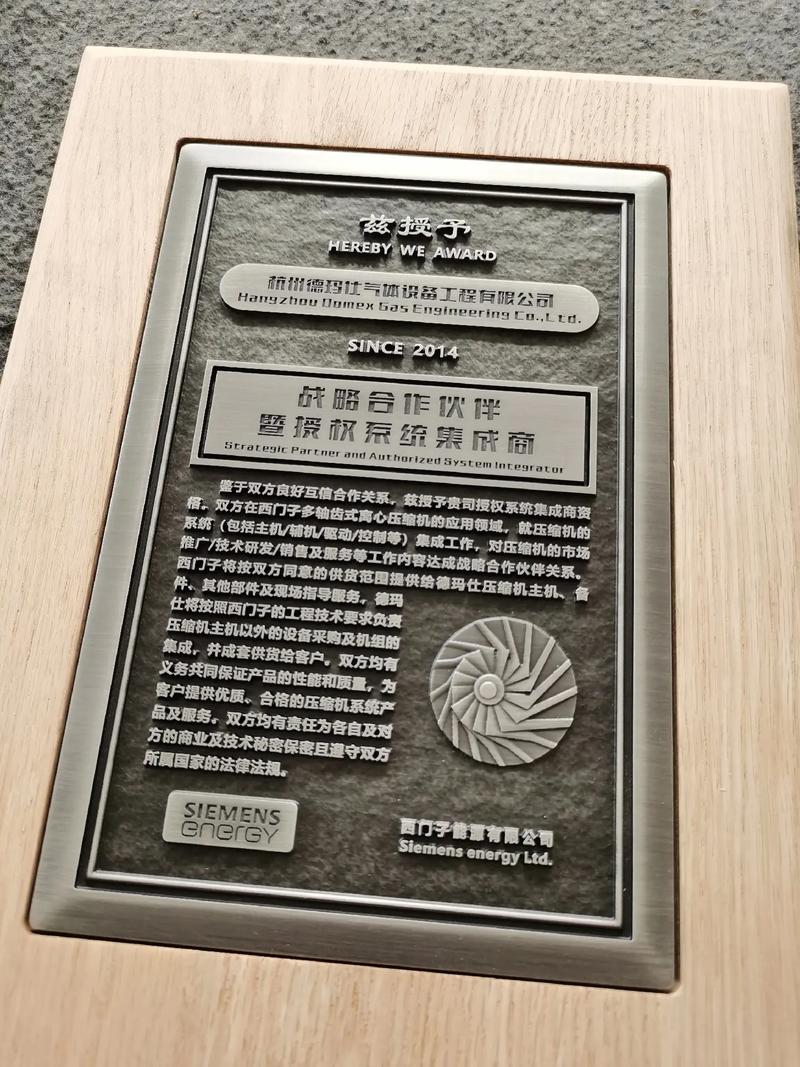 兹授予
HEREBY WE AWARD
杭州德玛仕气体设备工程有限公司
Hangzhou Domex Gas Engineering Co.,Ltd.
SINCE 2014
战略合作伙伴
暨授权系统集成商
Strategic Partner and Authorized System Integrator
鉴于双方良好互信合作关系，兹授予贵司授权系统集成商资
格。双方在西门子多轴齿式离心压缩机的应用领域，就压缩机的
系统（包括主机/辅机/驱动/控制等）集成工作，对压缩机的市场
推广/技术研发/销售及服务等工作内容达成战略合作伙伴关系。
西门子将按双方同意的供货范围提供给德玛仕压缩机主机、备
件、其他部件及现场指导服务，德玛
仕将按照西门子的工程技术要求负责
压缩机主机以外的设备采购及机组的
集成，并成套供货给客户。双方均有
义务共同保证产品的性能和质量，为
客户提供优质、合格的压缩机系统产
品及服务。双方均有责任为各自及对
方的商业及技术秘密保密且遵守双方
所属国家的法律法规。
SIEMENS
energy
西门子能源有限公司
Siemens energy Ltd.